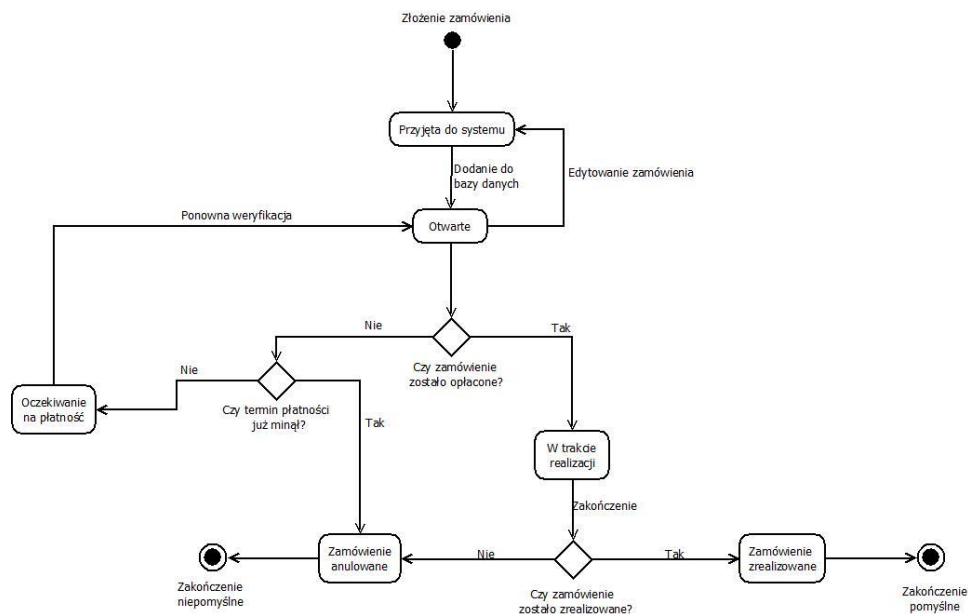 Złożenie zamówienia
Przyjęta do systemu
Dodanie do
bazy danych
Edytowanie zamówienia
Ponowna weryfikacja
Otwarte
Nie
Tak
Czy zamówienie
zostało opłacone?
Nie
Oczekiwanie
na płatność
Czy termin płatności
już minął?
Tak
W trakcie
realizacji
Zakończenie
Zamówienie
anulowane
Nie
Tak
Zamówienie
zrealizowane
Zakończenie
niepomyślne
Czy zamówienie
zostało zrealizowane?
Zakończenie
pomyślne